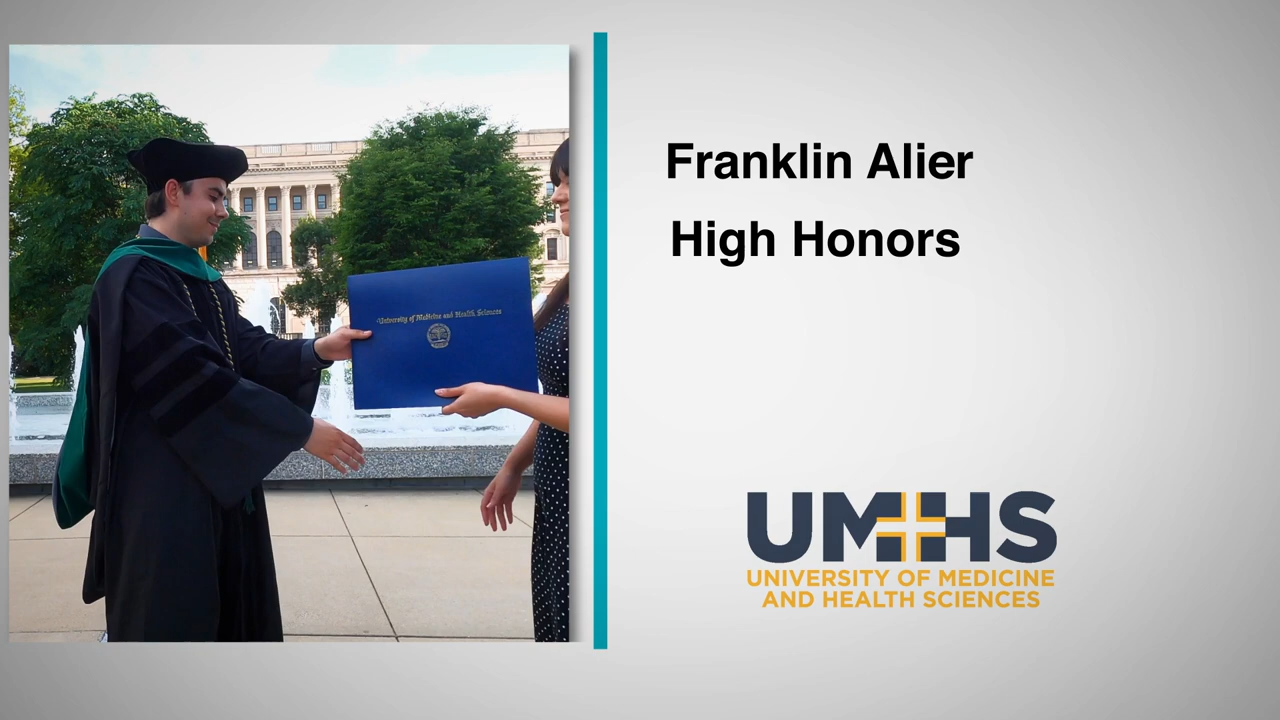 University of Medicine and Health Sciences
Franklin Alier
High Honors
UMHS
UNIVERSITY OF MEDICINE
AND HEALTH SCIENCES